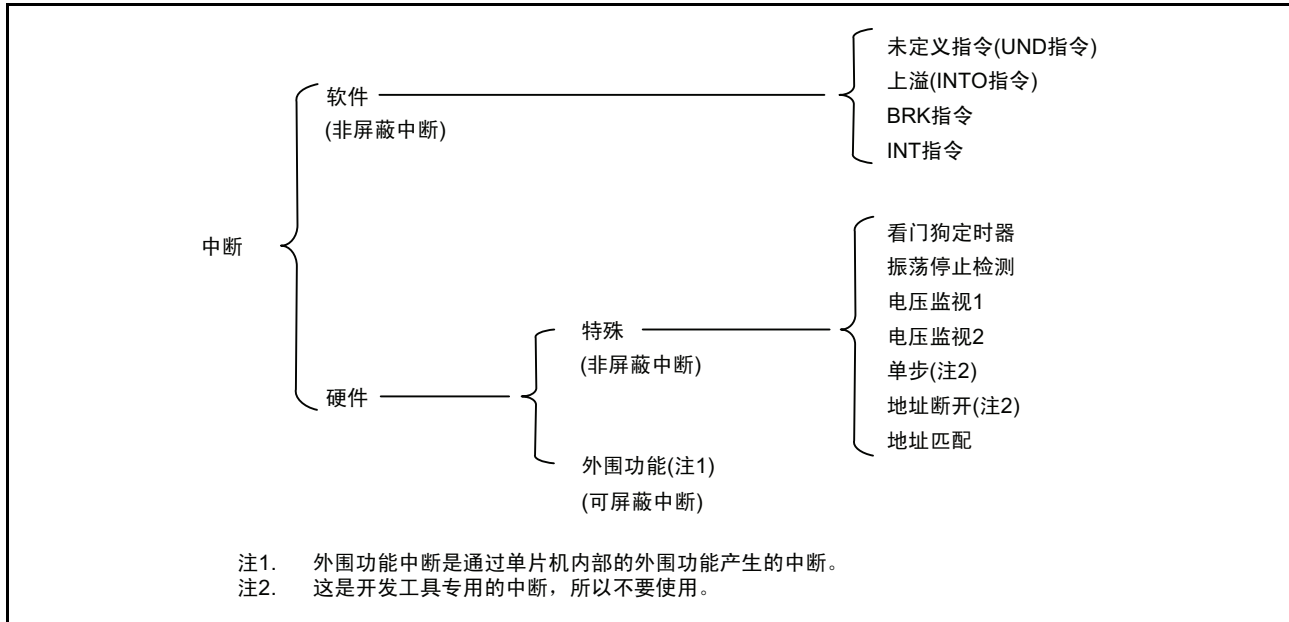 中断
软件
(非屏蔽中断)
未定义指令(UND指令)
上溢(INTO指令)
BRK指令
INT指令
硬件
特殊
(非屏蔽中断)
看门狗定时器
振荡停止检测
电压监视1
电压监视2
单步(注2)
地址断开(注2)
地址匹配
外围功能(注1)
(可屏蔽中断)
注1. 外围功能中断是通过单片机内部的外围功能产生的中断。
注2. 这是开发工具专用的中断，所以不要使用。